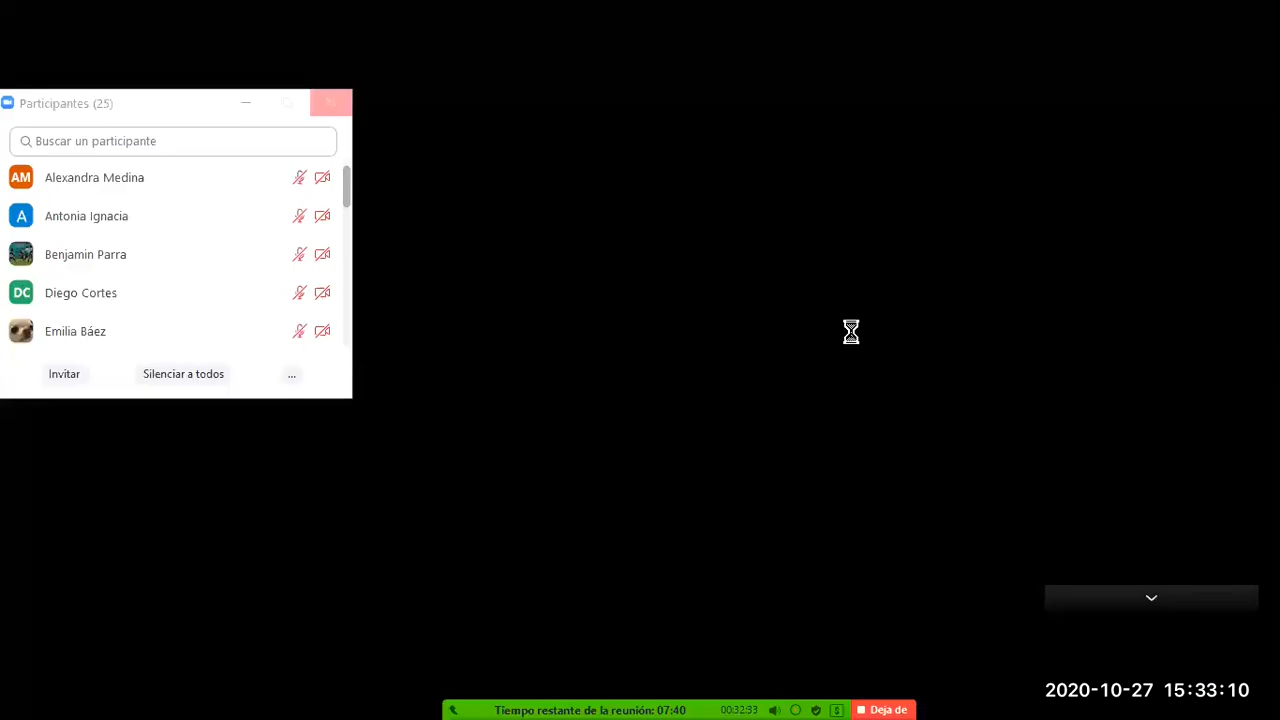 Participantes (25)
Buscar un participante
AM Alexandra Medina
A Antonia Ignacia
Benjamin Parra
DC Diego Cortes
Emilia Báez
Invitar Silenciar a todos ...
2020-10-27 15:33:10
Tiempo restante de la reunión: 07:40 00:32:33 Deja de